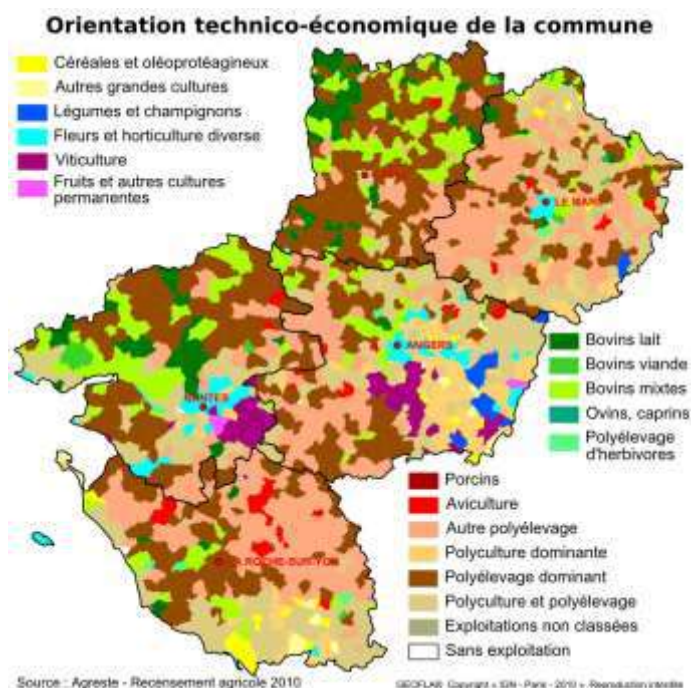 Orientation technico-économique de la commune
Céréales et oléoprotéagineux
Autres grandes cultures
Légumes et champignons
Fleurs et horticulture diverse
Viticulture
Fruits et autres cultures
permanentes
LE MANS
ANGERS
NANTES
LA ROCHE-SUR-YON
Bovins lait
Bovins viande
Bovins mixtes
Ovins, caprins
Polyélevage
d'herbivores
Porcins
Aviculture
Autre polyélevage
Polyculture dominante
Polyélevage dominant
Polyculture et polyélevage
Exploitations non classées
Sans exploitation
Source : Agreste - Recensement agricole 2010
GEOFLA® Copyright « IGN - Paris - 2010 » Reproduction interdite